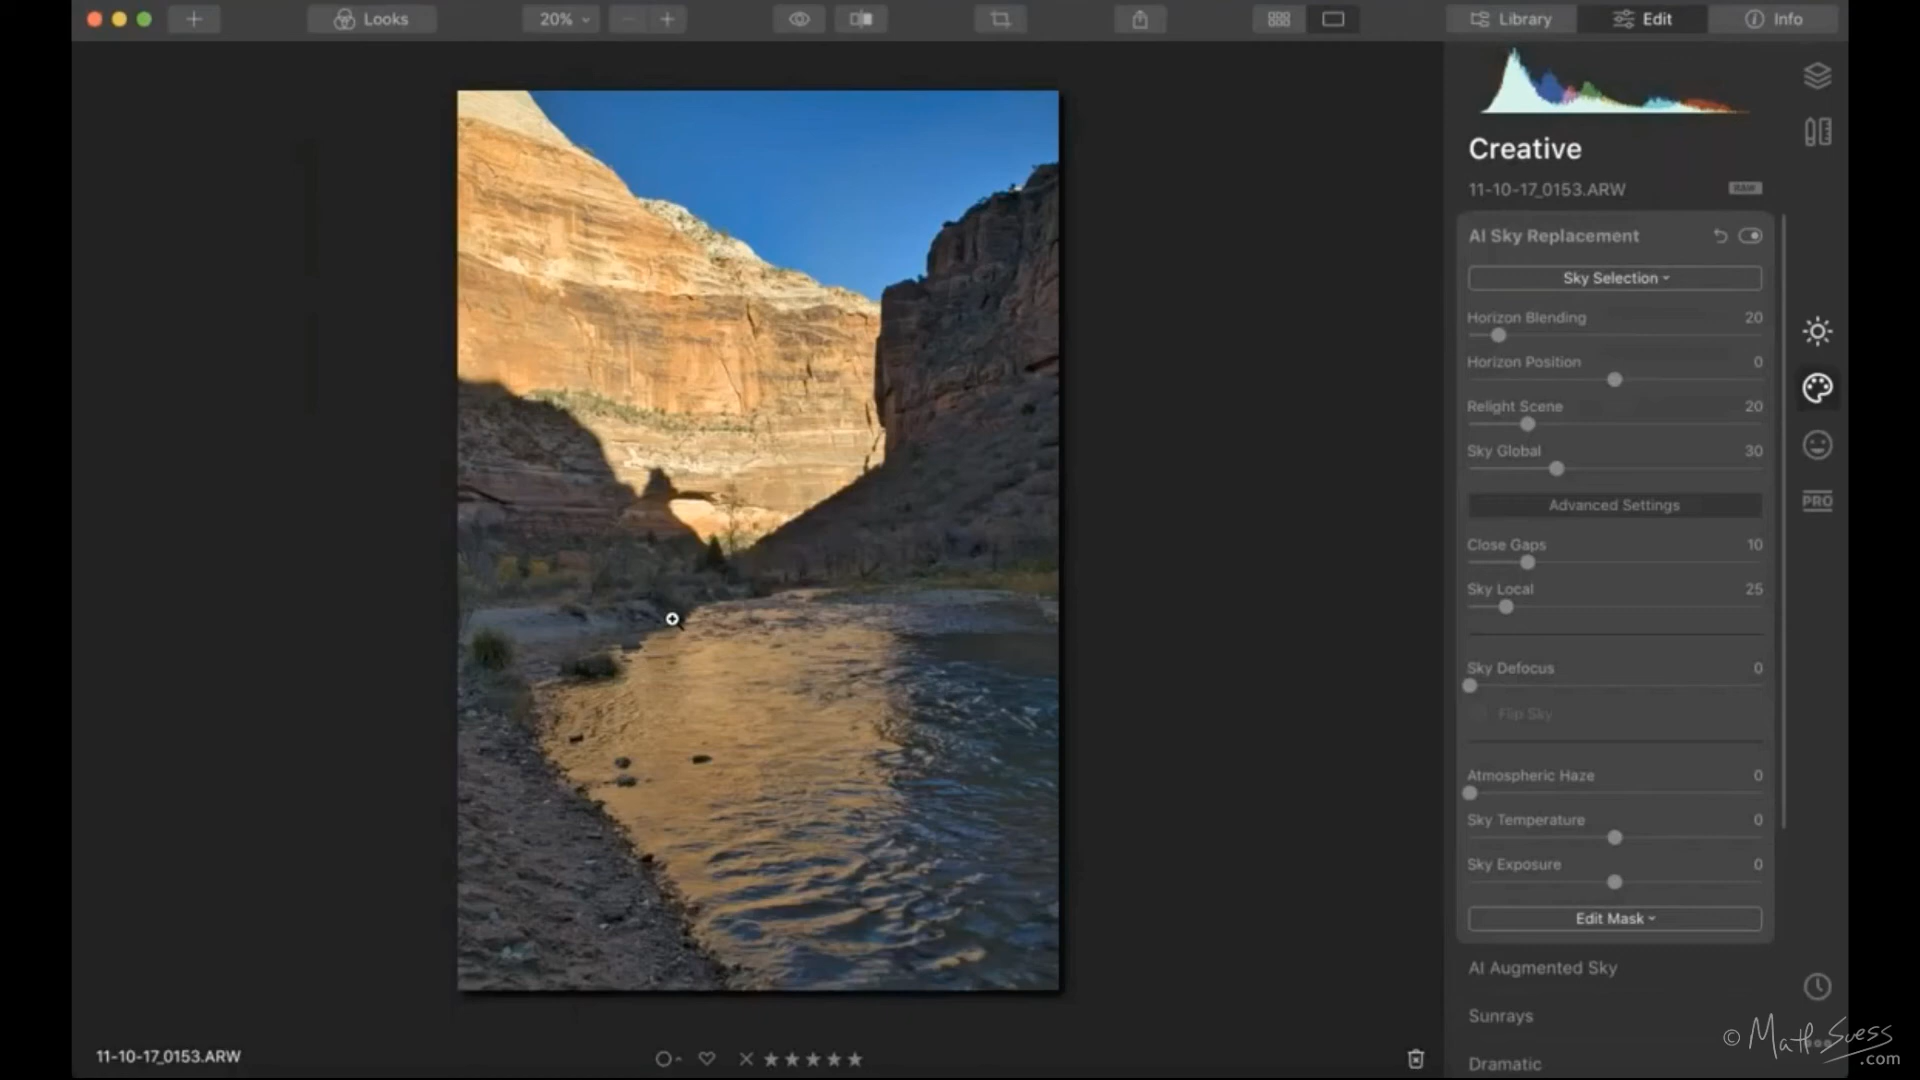 Looks
20%
Library
Edit
Info
Creative
11-10-17_0153.ARW
RAW
AI Sky Replacement
Sky Selection
Horizon Blending 20
Horizon Position 0
Relight Scene 20
Sky Global 30
Advanced Settings
Close Gaps 10
Sky Local 25
Sky Defocus 0
Flip Sky
Atmospheric Haze 0
Sky Temperature 0
Sky Exposure 0
Edit Mask
AI Augmented Sky
Sunrays
Dramatic
PRO
11-10-17_0153.ARW
© Matt Suess
.com